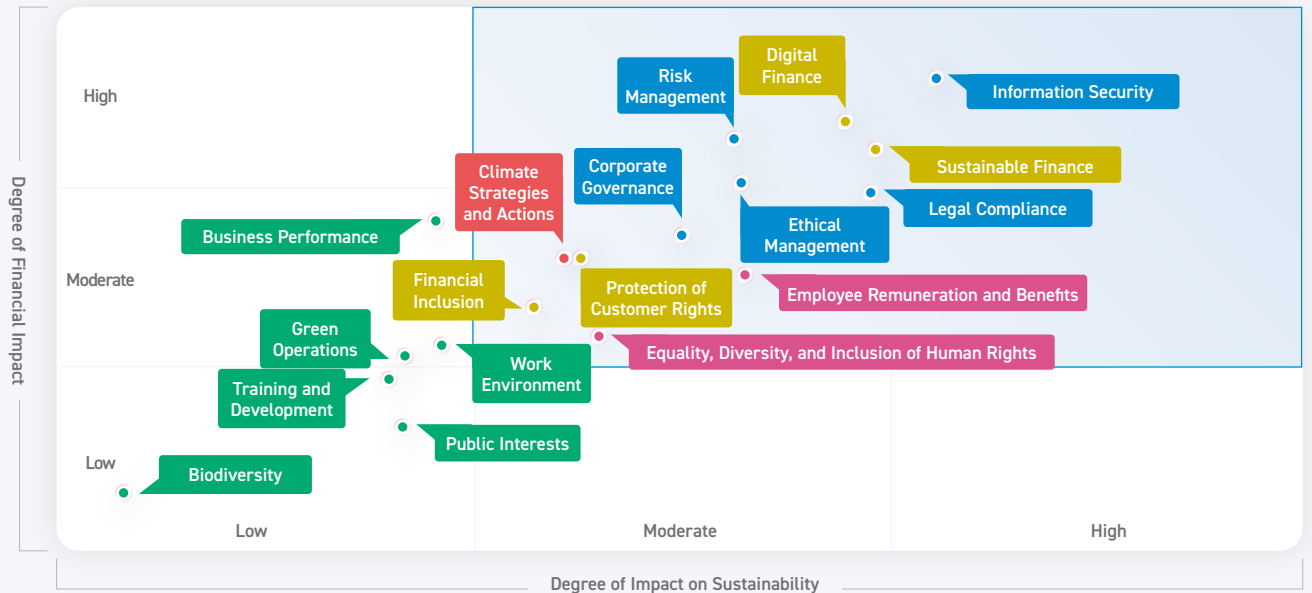 Degree of Financial Impact
High
Moderate
Low
Digital
Finance
Risk
Management
Information Security
Climate
Strategies
and Actions
Corporate
Governance
Sustainable Finance
Legal Compliance
Business Performance
Ethical
Management
Financial
Inclusion
Protection of
Customer Rights
Employee Remuneration and Benefits
Green
Operations
Equality, Diversity, and Inclusion of Human Rights
Work
Environment
Training and
Development
Public Interests
Biodiversity
Low
Moderate
High
Degree of Impact on Sustainability